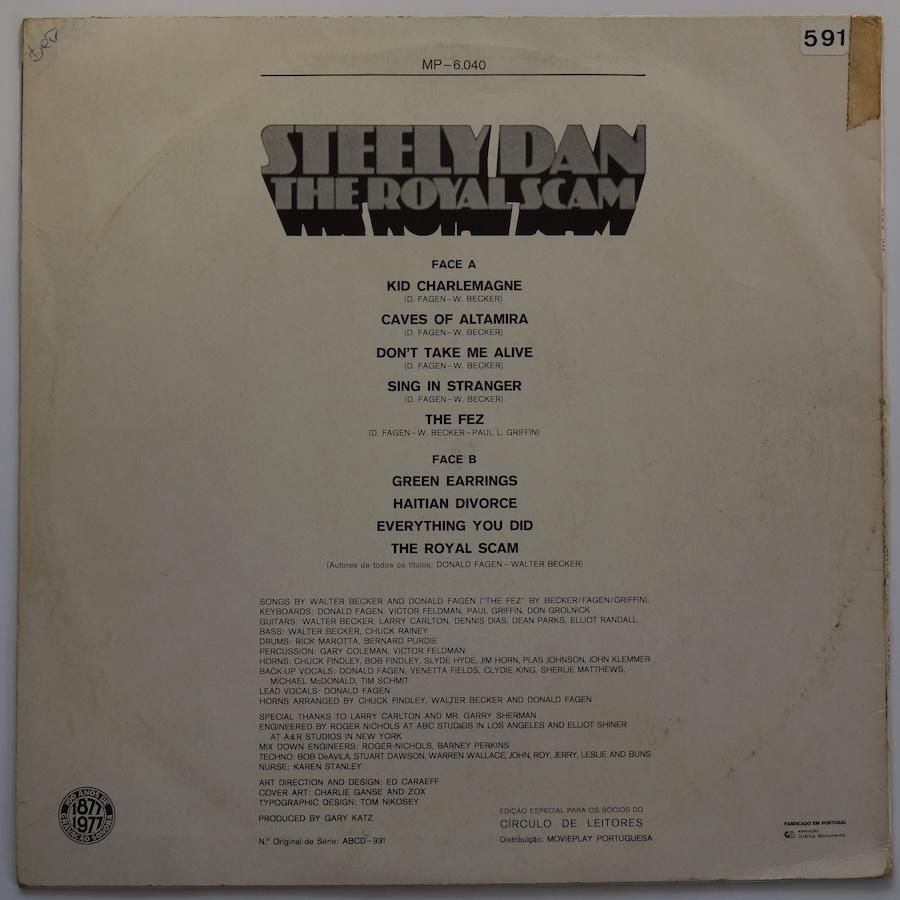 591
MP-6.040
STEELY DAN
THE ROYAL SCAM
FACE A
KID CHARLEMAGNE
(D. FAGEN-W. BECKER)
CAVES OF ALTAMIRA
(D. FAGEN-W. BECKER)
DON'T TAKE ME ALIVE
(D. FAGEN-W. BECKER)
SING IN STRANGER
(D. FAGEN-W. BECKER)
THE FEZ
(D. FAGEN-W. BECKER-PAUL L. GRIFFIN)
FACE B
GREEN EARRINGS
HAITIAN DIVORCE
EVERYTHING YOU DID
THE ROYAL SCAM
(Autores de todos os títulos: DONALD FAGEN-WALTER BECKER)
SONGS BY WALTER BECKER AND DONALD FAGEN ("THE FEZ" BY BECKER/FAGEN/GRIFFIN).
KEYBOARDS: DONALD FAGEN, VICTOR FELDMAN, PAUL GRIFFIN, DON GROLNICK
GUITARS: WALTER BECKER, LARRY CARLTON, DENNIS DIAS, DEAN PARKS, ELLIOT RANDALL
BASS: WALTER BECKER, CHUCK RAINEY
DRUMS: RICK MAROTTA, BERNARD PURDIE
PERCUSSION: GARY COLEMAN, VICTOR FELDMAN
HORNS: CHUCK FINDLEY, BOB FINDLEY, SLYDE HYDE, JIM HORN, PLAS JOHNSON, JOHN KLEMMER
BACK-UP VOCALS: DONALD FAGEN, VENETTA FIELDS, CLYDIE KING, SHERLIE MATTHEWS,
MICHAEL McDONALD, TIM SCHMIT
LEAD VOCALS: DONALD FAGEN
HORNS ARRANGED BY CHUCK FINDLEY, WALTER BECKER AND DONALD FAGEN
SPECIAL THANKS TO LARRY CARLTON AND MR. GARRY SHERMAN
ENGINEERED BY ROGER NICHOLS AT ABC STUDIOS IN LOS ANGELES AND ELLIOT SHINER
AT A&R STUDIOS IN NEW YORK
MIX DOWN ENGINEERS: ROGER NICHOLS, BARNEY PERKINS
TECHNO: BOB DeAVILA, STUART DAWSON, WARREN WALLACE, JOHN, ROY, JERRY, LESLIE AND BUNS
NURSE: KAREN STANLEY
ART DIRECTION AND DESIGN: ED CARAEFF
COVER ART: CHARLIE GANSE AND ZOX
TYPOGRAPHIC DESIGN: TOM NIKOSEY
PRODUCED BY GARY KATZ
N.º Original de Série: ABCD-931
EDIÇÃO ESPECIAL PARA OS SÓCIOS DO
CÍRCULO DE LEITORES
Distribuição: MOVIEPLAY PORTUGUESA
100 ANOS DE
1877
1977
GRAVAÇÃO SONORA
FABRICADO EM PORTUGAL
execução
Gráfica Monumental